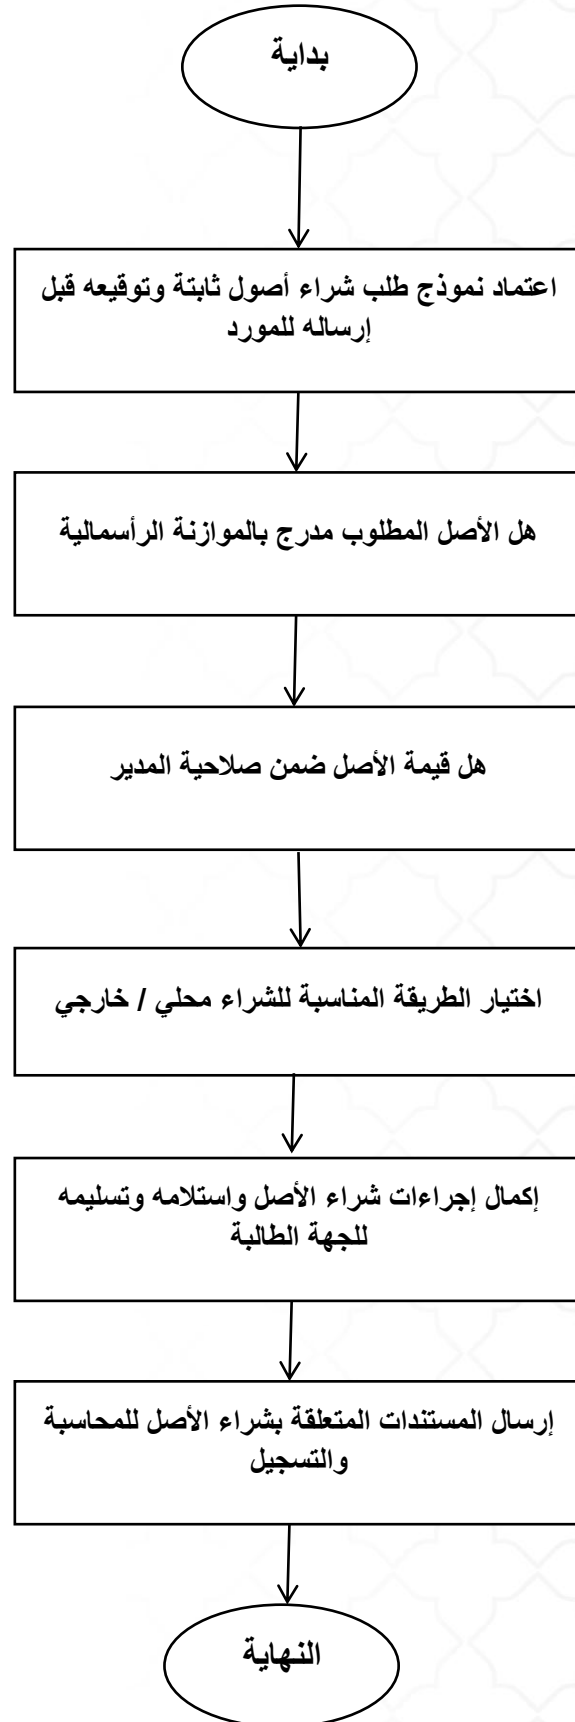 بداية
اعتماد نموذج طلب شراء أصول ثابتة وتوقيعه قبل
إرساله للمورد
هل الأصل المطلوب مدرج بالموازنة الرأسمالية
هل قيمة الأصل ضمن صلاحية المدير
اختيار الطريقة المناسبة للشراء محلي / خارجي
إكمال إجراءات شراء الأصل واستلامه وتسليمه
للجهة الطالبة
إرسال المستندات المتعلقة بشراء الأصل للمحاسبة
والتسجيل
النهاية